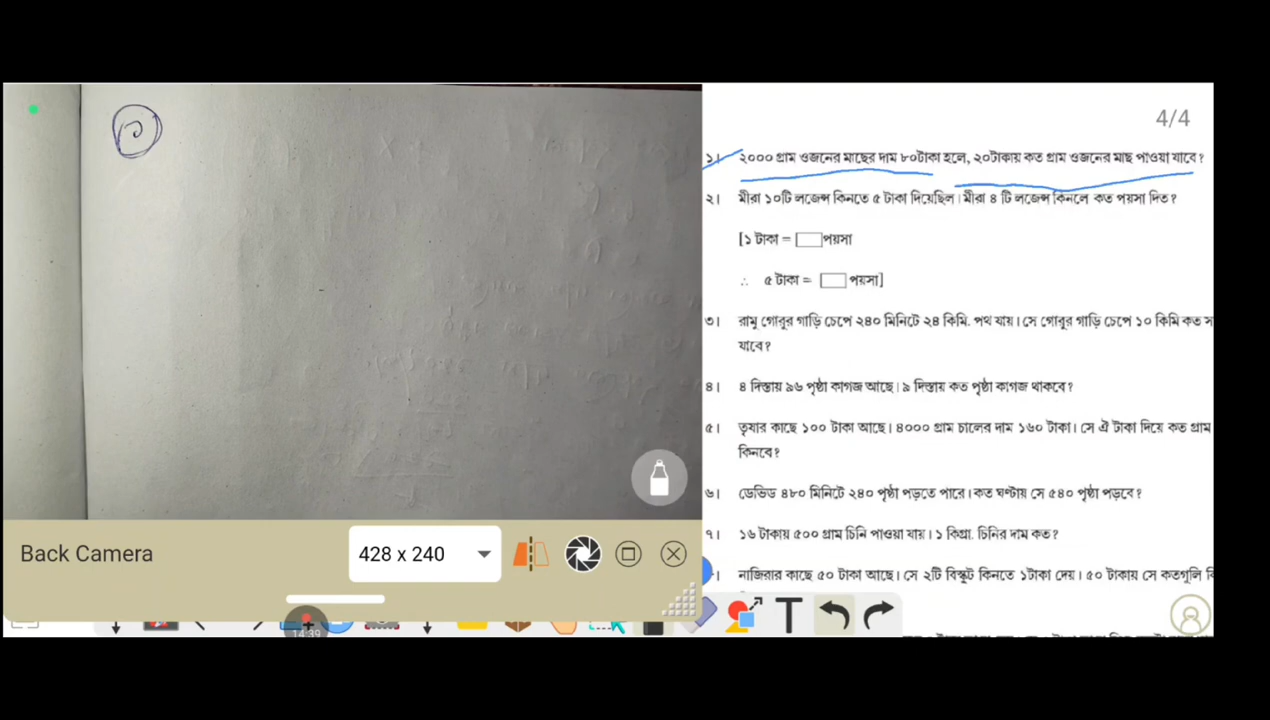 4/4
১। ২০০০ গ্রাম ওজনের মাছের দাম ৮০টাকা হলে, ২০টাকায় কত গ্রাম ওজনের মাছ পাওয়া যাবে?
২। মীরা ১০টি লজেন্স কিনতে ৫ টাকা দিয়েছিল। মীরা ৪ টি লজেন্স কিনলে কত পয়সা দিত?
[১ টাকা = পয়সা
∴ ৫ টাকা = পয়সা]
৩। রামু গোরুর গাড়ি চেপে ২৪০ মিনিটে ২৪ কিমি. পথ যায়। সে গোরুর গাড়ি চেপে ১০ কিমি কত
যাবে?
৪। ৪ দিস্তায় ৯৬ পৃষ্ঠা কাগজ আছে। ৯ দিস্তায় কত পৃষ্ঠা কাগজ থাকবে?
৫। তৃষার কাছে ১০০ টাকা আছে। ৪০০০ গ্রাম চালের দাম ১৬০ টাকা। সে ঐ টাকা দিয়ে কত গ্রাম
কিনবে?
৬। ডেভিড ৪৮০ মিনিটে ২৪০ পৃষ্ঠা পড়তে পারে। কত ঘণ্টায় সে ৫৪০ পৃষ্ঠা পড়বে?
৭। ১৬ টাকায় ৫০০ গ্রাম চিনি পাওয়া যায়। ১ কিগ্রা. চিনির দাম কত?
নাজিরার কাছে ৫০ টাকা আছে। সে ২টি বিস্কুট কিনতে ১টাকা দেয়। ৫০ টাকায় সে কতগুলি
Back Camera
428 x 240
T
14:39